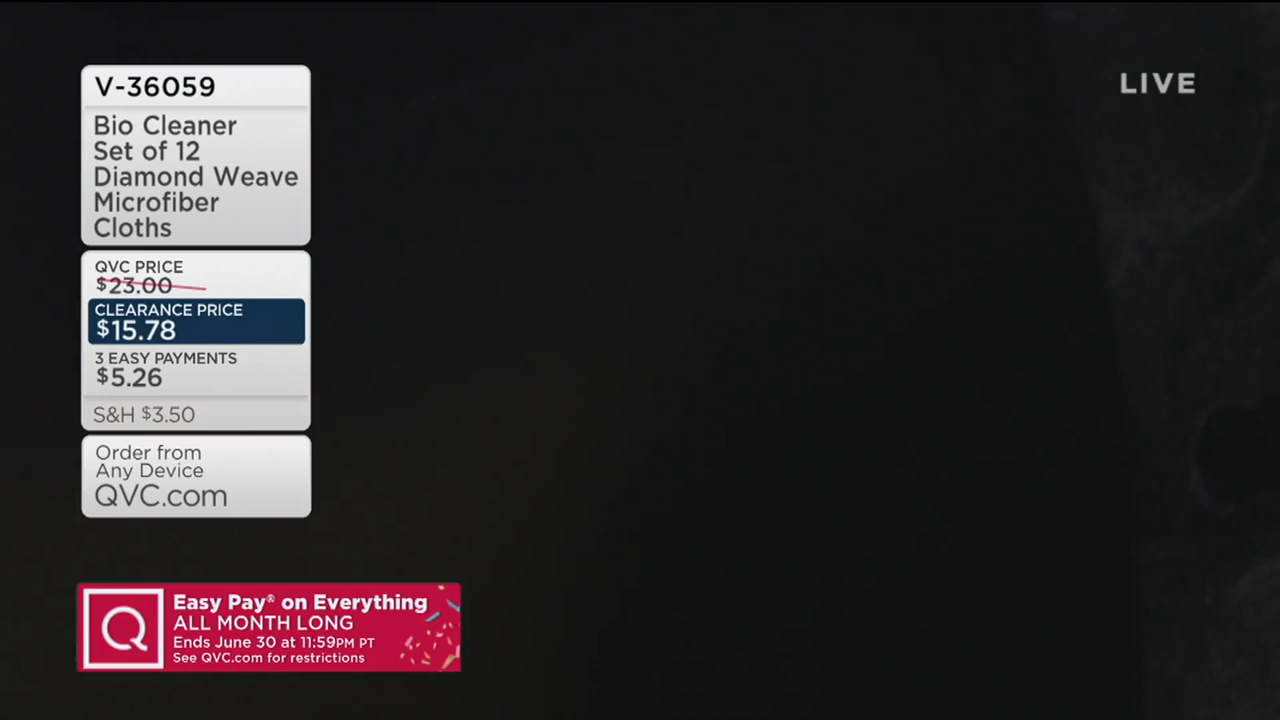 V-36059
Bio Cleaner
Set of 12
Diamond Weave
Microfiber
Cloths
QVC PRICE
$23.00
CLEARANCE PRICE
$15.78
3 EASY PAYMENTS
$5.26
S&H $3.50
Order from
Any Device
QVC.com
LIVE
Q
Easy Pay® on Everything
ALL MONTH LONG
Ends June 30 at 11:59PM PT
See QVC.com for restrictions